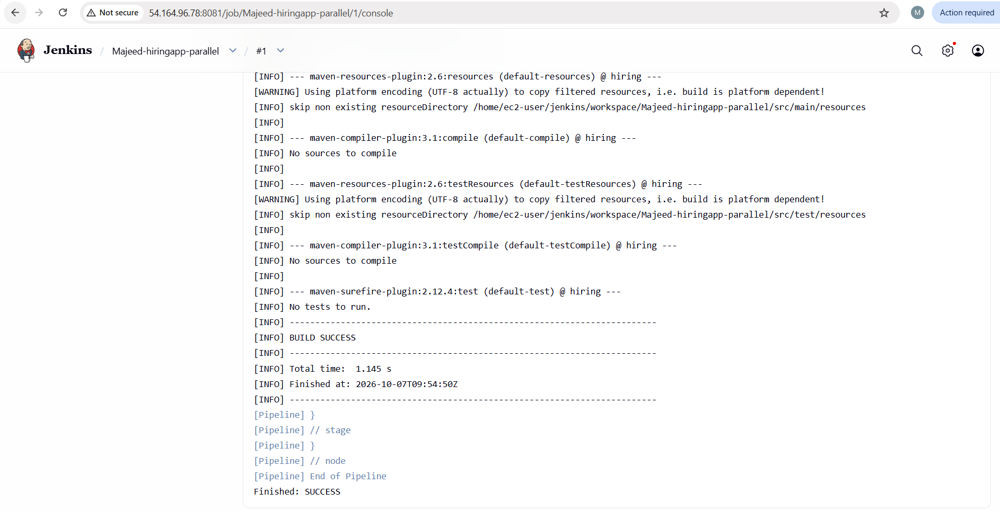 Not secure 54.164.96.78:8081/job/Majeed-hiringapp-parallel/1/console M Action required
Jenkins / Majeed-hiringapp-parallel / #1
[INFO] --- maven-resources-plugin:2.6:resources (default-resources) @ hiring ---
[WARNING] Using platform encoding (UTF-8 actually) to copy filtered resources, i.e. build is platform dependent!
[INFO] skip non existing resourceDirectory /home/ec2-user/jenkins/workspace/Majeed-hiringapp-parallel/src/main/resources
[INFO]
[INFO] --- maven-compiler-plugin:3.1:compile (default-compile) @ hiring ---
[INFO] No sources to compile
[INFO]
[INFO] --- maven-resources-plugin:2.6:testResources (default-testResources) @ hiring ---
[WARNING] Using platform encoding (UTF-8 actually) to copy filtered resources, i.e. build is platform dependent!
[INFO] skip non existing resourceDirectory /home/ec2-user/jenkins/workspace/Majeed-hiringapp-parallel/src/test/resources
[INFO]
[INFO] --- maven-compiler-plugin:3.1:testCompile (default-testCompile) @ hiring ---
[INFO] No sources to compile
[INFO]
[INFO] --- maven-surefire-plugin:2.12.4:test (default-test) @ hiring ---
[INFO] No tests to run.
[INFO] ------------------------------------------------------------------------
[INFO] BUILD SUCCESS
[INFO] ------------------------------------------------------------------------
[INFO] Total time:  1.145 s
[INFO] Finished at: 2026-10-07T09:54:50Z
[INFO] ------------------------------------------------------------------------
[Pipeline] }
[Pipeline] // stage
[Pipeline] }
[Pipeline] // node
[Pipeline] End of Pipeline
Finished: SUCCESS